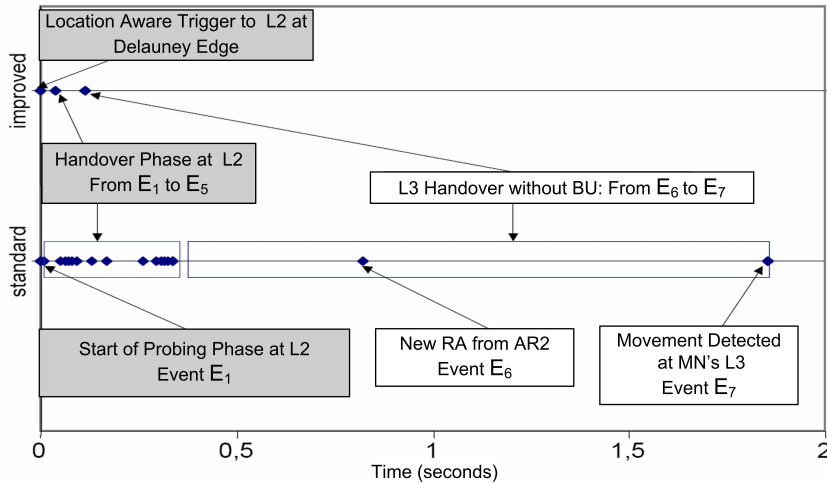 Location Aware Trigger to L2 at
Delauney Edge
improved
Handover Phase at L2
From E1 to E5
L3 Handover without BU: From E6 to E7
standard
Start of Probing Phase at L2
Event E1
New RA from AR2
Event E6
Movement Detected
at MN's L3
Event E7
0 0,5 1 1,5 2
Time (seconds)